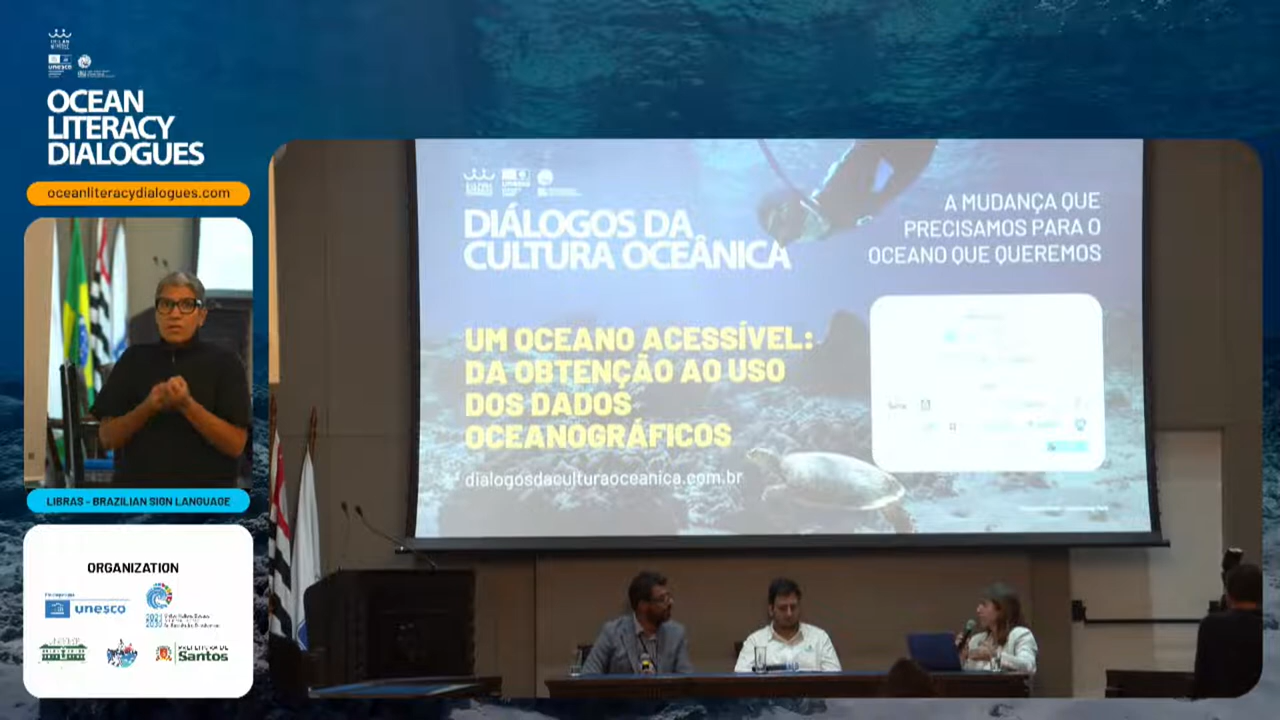 unesco
OCEAN
LITERACY
DIALOGUES
oceanliteracydialogues.com
LIBRAS - BRAZILIAN SIGN LANGUAGE
ORGANIZATION
unesco
Santos
DIÁLOGOS DA
CULTURA OCEÂNICA
A MUDANÇA QUE
PRECISAMOS PARA O
OCEANO QUE QUEREMOS
UM OCEANO ACESSÍVEL:
DA OBTENÇÃO AO USO
DOS DADOS
OCEANOGRÁFICOS
dialogosdaculturaoceanica.com.br